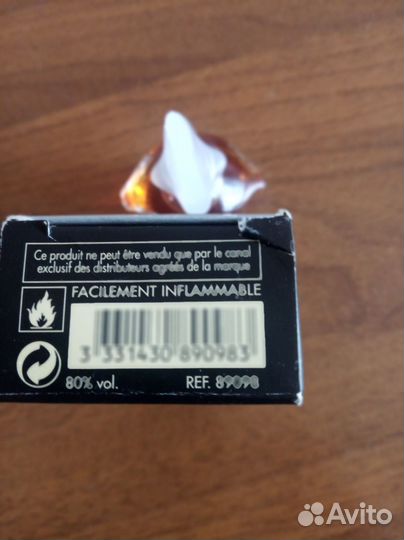 Ce produit ne peut être vendu que par le canal
exclusif des distributeurs agréés de la marque
FACILEMENT INFLAMMABLE
3 331430 890983
80% vol. REF. 89098
Avito